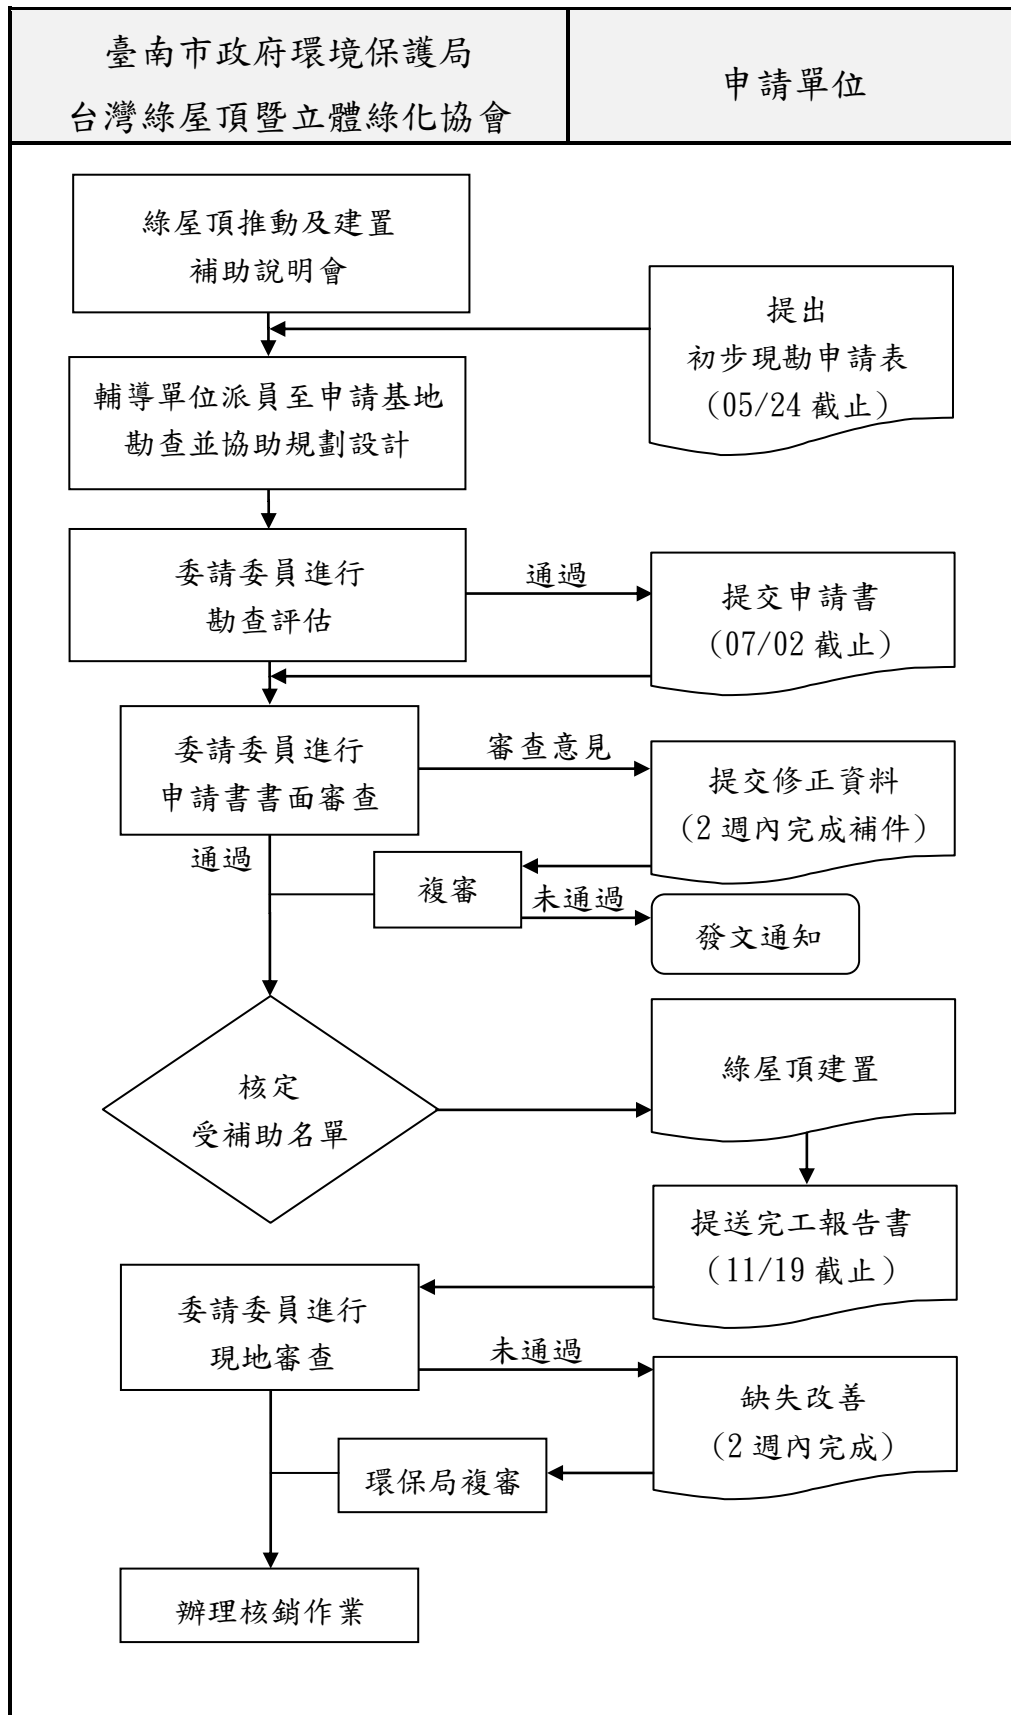 臺南市政府環境保護局
台灣綠屋頂暨立體綠化協會
申請單位
綠屋頂推動及建置
補助說明會
提出
初步現勘申請表
(05/24 截止)
輔導單位派員至申請基地
勘查並協助規劃設計
委請委員進行
勘查評估
通過
提交申請書
(07/02 截止)
委請委員進行
申請書書面審查
審查意見
提交修正資料
(2 週內完成補件)
通過
複審
未通過
發文通知
核定
受補助名單
綠屋頂建置
提送完工報告書
(11/19 截止)
委請委員進行
現地審查
未通過
缺失改善
(2 週內完成)
環保局複審
辦理核銷作業